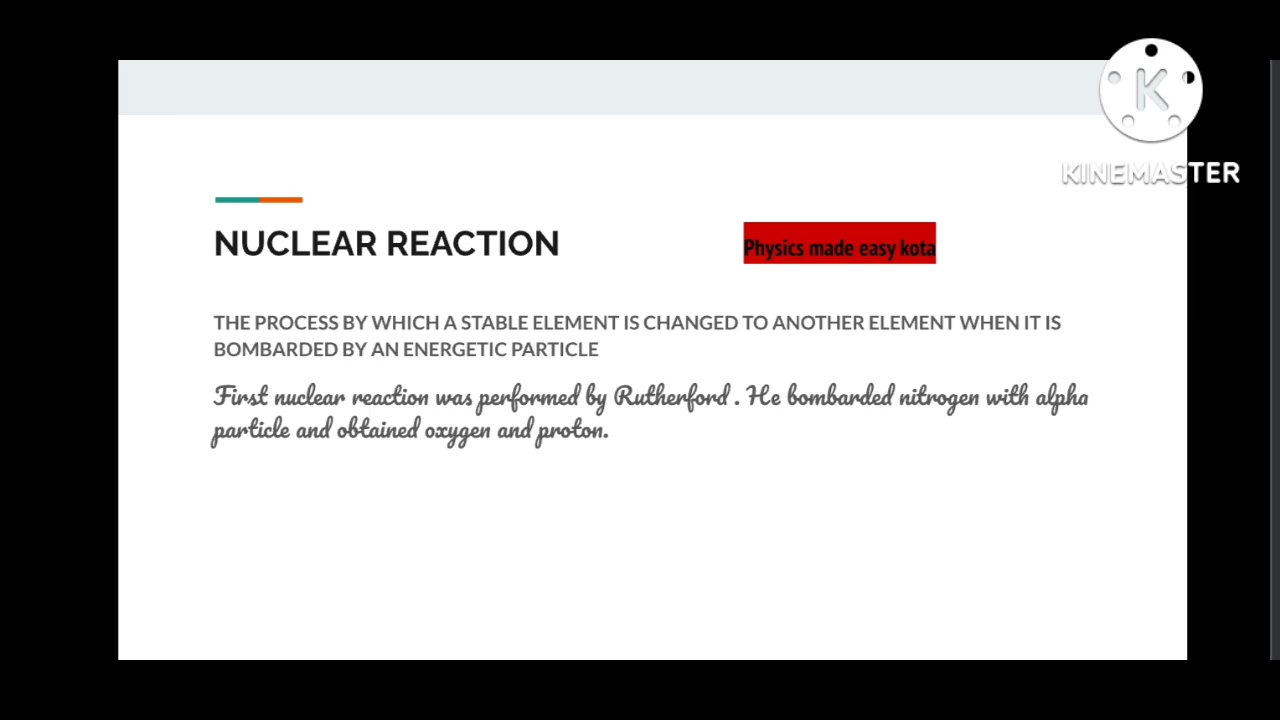 K
KINEMASTER
NUCLEAR REACTION
Physics made easy kota
THE PROCESS BY WHICH A STABLE ELEMENT IS CHANGED TO ANOTHER ELEMENT WHEN IT IS
BOMBARDED BY AN ENERGETIC PARTICLE
First nuclear reaction was performed by Rutherford . He bombarded nitrogen with alpha
particle and obtained oxygen and proton.